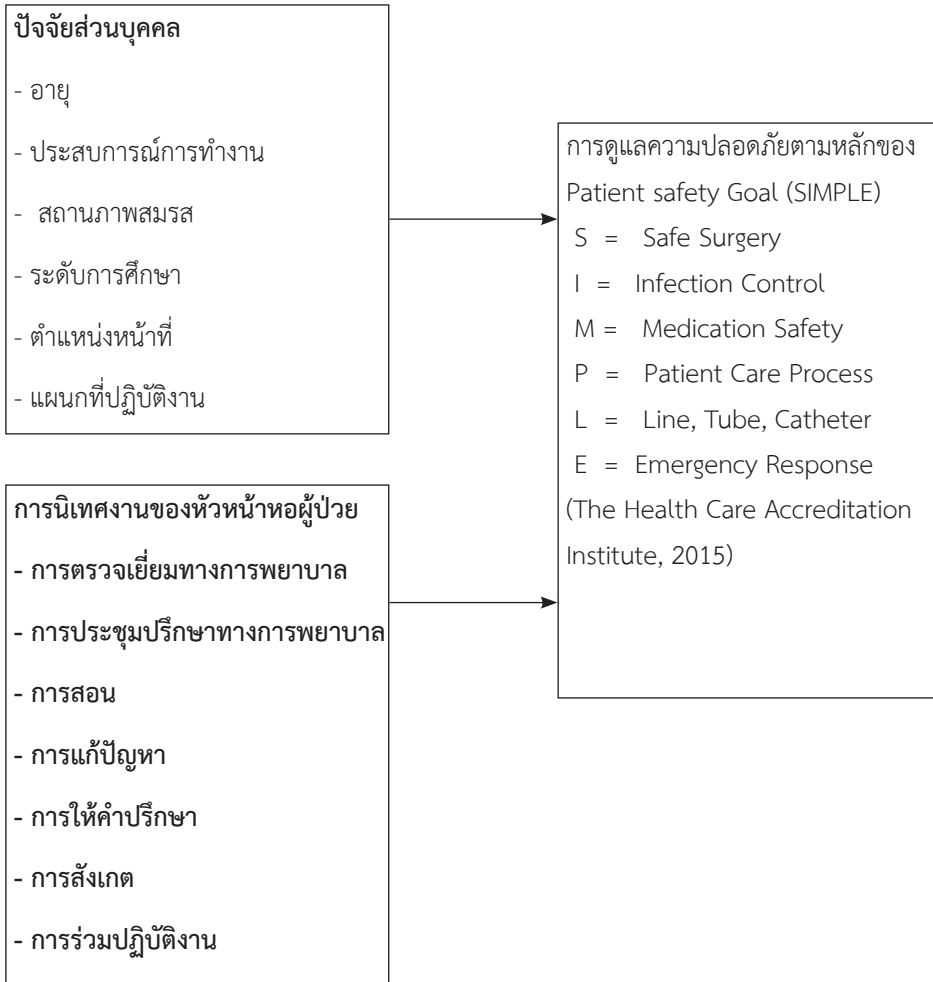 ปัจจัยส่วนบุคคล
- อายุ
- ประสบการณ์การทำงาน
- สถานภาพสมรส
- ระดับการศึกษา
- ตำแหน่งหน้าที่
- แผนกที่ปฏิบัติงาน
การนิเทศงานของหัวหน้าหอผู้ป่วย
- การตรวจเยี่ยมทางการพยาบาล
- การประชุมปรึกษาทางการพยาบาล
- การสอน
- การแก้ปัญหา
- การให้คำปรึกษา
- การสังเกต
- การร่วมปฏิบัติงาน
การดูแลความปลอดภัยตามหลักของ
Patient safety Goal (SIMPLE)
S = Safe Surgery
I = Infection Control
M = Medication Safety
P = Patient Care Process
L = Line, Tube, Catheter
E = Emergency Response
(The Health Care Accreditation
Institute, 2015)